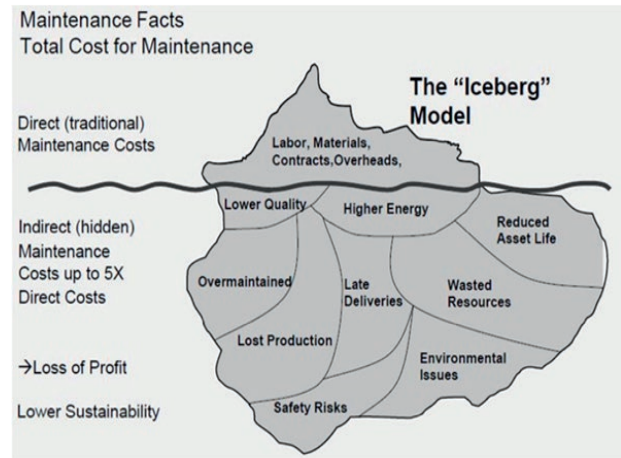 Maintenance Facts
Total Cost for Maintenance
The “Iceberg”
Model
Direct (traditional)
Maintenance Costs
Labor, Materials,
Contracts,Overheads,
Lower Quality
Higher Energy
Reduced
Asset Life
Indirect (hidden)
Maintenance
Costs up to 5X
Direct Costs
Overmaintained
Late
Deliveries
Wasted
Resources
Lost Production
Environmental
Issues
→Loss of Profit
Safety Risks
Lower Sustainability